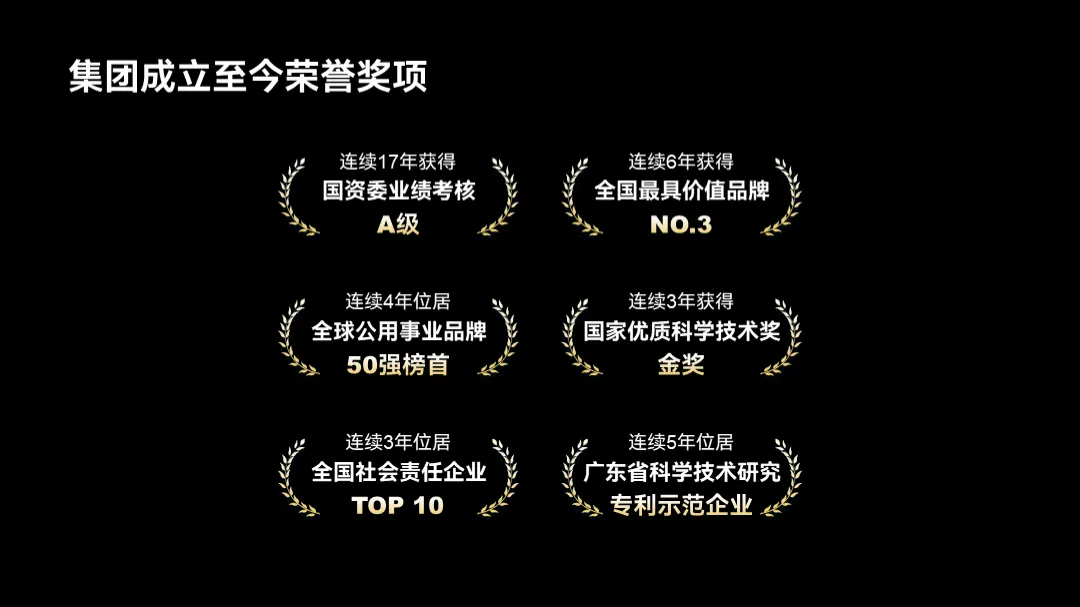 集团成立至今荣誉奖项
连续17年获得
国资委业绩考核
A级
连续6年获得
全国最具价值品牌
NO.3
连续4年位居
全球公用事业品牌
50强榜首
连续3年获得
国家优质科学技术奖
金奖
连续3年位居
全国社会责任企业
TOP 10
连续5年位居
广东省科学技术研究
专利示范企业